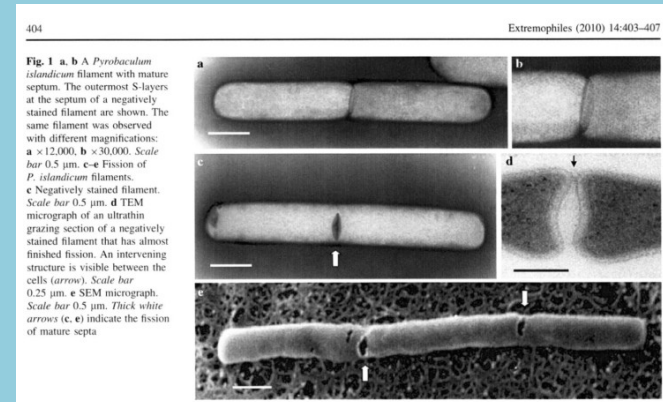 404
Extremophiles (2010) 14:403–407
Fig. 1 a, b A Pyrobaculum
islandicum filament with mature
septum. The outermost S-layers
at the septum of a negatively
stained filament are shown. The
same filament was observed
with different magnifications:
a ×12,000, b ×30,000. Scale
bar 0.5 μm. c–e Fission of
P. islandicum filaments.
c Negatively stained filament.
Scale bar 0.5 μm. d TEM
micrograph of an ultrathin
grazing section of a negatively
stained filament that has almost
finished fission. An intervening
structure is visible between the
cells (arrow). Scale bar
0.25 μm. e SEM micrograph.
Scale bar 0.5 μm. Thick white
arrows (c, e) indicate the fission
of mature septa
a
b
c
d
e